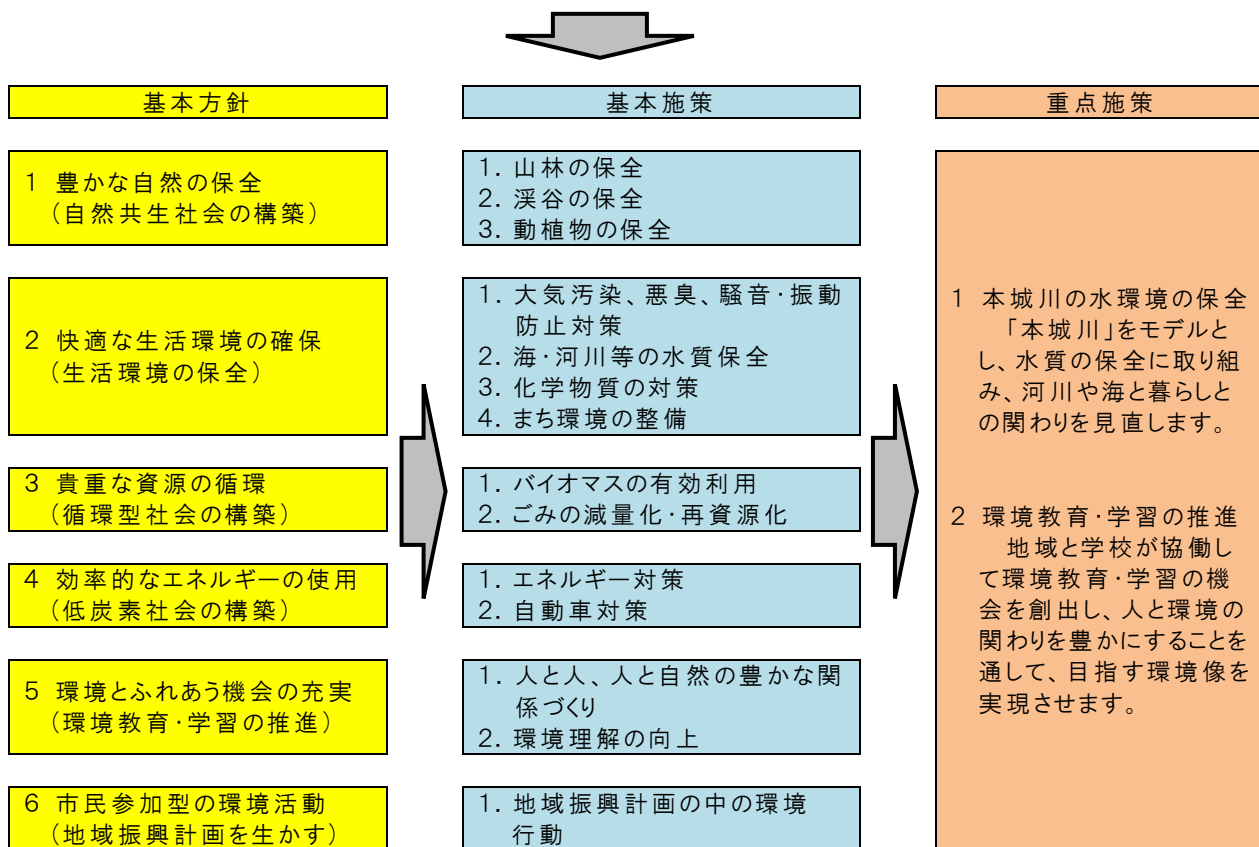 基本方針
基本施策
重点施策
1 豊かな自然の保全
(自然共生社会の構築)
1. 山林の保全
2. 渓谷の保全
3. 動植物の保全
2 快適な生活環境の確保
(生活環境の保全)
1. 大気汚染、悪臭、騒音・振動
防止対策
2. 海・河川等の水質保全
3. 化学物質の対策
4. まち環境の整備
3 貴重な資源の循環
(循環型社会の構築)
1. バイオマスの有効利用
2. ごみの減量化・再資源化
4 効率的なエネルギーの使用
(低炭素社会の構築)
1. エネルギー対策
2. 自動車対策
5 環境とふれあう機会の充実
(環境教育・学習の推進)
1. 人と人、人と自然の豊かな関
係づくり
2. 環境理解の向上
6 市民参加型の環境活動
(地域振興計画を生かす)
1. 地域振興計画の中の環境
行動
1 本城川の水環境の保全
「本城川」をモデルと
し、水質の保全に取り組
み、河川や海と暮らしと
の関わりを見直します。
2 環境教育・学習の推進
地域と学校が協働し
て環境教育・学習の機
会を創出し、人と環境の
関わりを豊かにすることを
通して、目指す環境像を
実現させます。